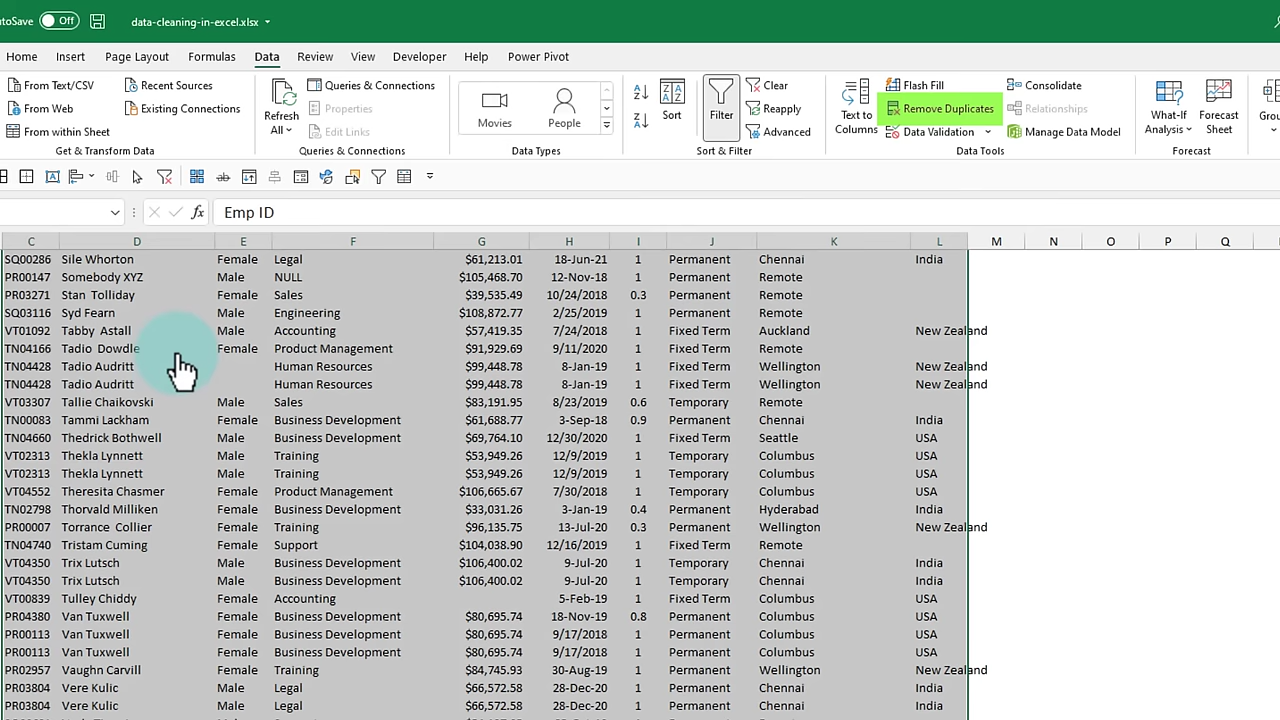 AutoSave Off data-cleaning-in-excel.xlsx
Home Insert Page Layout Formulas Data Review View Developer Help Power Pivot
From Text/CSV Recent Sources Queries & Connections Clear Flash Fill Consolidate
From Web Existing Connections Properties Reapply Remove Duplicates Relationships
From within Sheet Edit Links Advanced Data Validation Manage Data Model
Refresh All Movies People Sort Filter Text to Columns What-If Analysis Forecast Sheet
Get & Transform Data Queries & Connections Data Types Sort & Filter Data Tools Forecast
fx Emp ID
C D E F G H I J K L M N O P Q
SQ00286 Sile Whorton Female Legal $61,213.01 18-Jun-21 1 Permanent Chennai India
PR00147 Somebody XYZ Male NULL $105,468.70 12-Nov-18 1 Permanent Remote
PR03271 Stan  Tolliday Female Sales $39,535.49 10/24/2018 0.3 Permanent Remote
SQ03116 Syd Fearn Male Engineering $108,872.77 2/25/2019 1 Permanent Remote
VT01092 Tabby  Astall Male Accounting $57,419.35 7/24/2018 1 Fixed Term Auckland New Zealand
TN04166 Tadio  Dowdle Female Product Management $91,929.69 9/11/2020 1 Fixed Term Remote
TN04428 Tadio Audritt Human Resources $99,448.78 8-Jan-19 1 Fixed Term Wellington New Zealand
TN04428 Tadio Audritt Human Resources $99,448.78 8-Jan-19 1 Fixed Term Wellington New Zealand
VT03307 Tallie Chaikovski Male Sales $83,191.95 8/23/2019 0.6 Temporary Remote
TN00083 Tammi Lackham Female Business Development $61,688.77 3-Sep-18 0.9 Permanent Chennai India
TN04660 Thedrick Bothwell Male Business Development $69,764.10 12/30/2020 1 Fixed Term Seattle USA
VT02313 Thekla Lynnett Male Training $53,949.26 12/9/2019 1 Temporary Columbus USA
VT02313 Thekla Lynnett Male Training $53,949.26 12/9/2019 1 Temporary Columbus USA
VT04552 Theresita Chasmer Female Product Management $106,665.67 7/30/2018 1 Temporary Columbus USA
TN02798 Thorvald Milliken Female Business Development $33,031.26 3-Jan-19 0.4 Permanent Hyderabad India
PR00007 Torrance  Collier Female Training $96,135.75 13-Jul-20 0.3 Permanent Wellington New Zealand
TN04740 Tristam Cuming Female Support $104,038.90 12/16/2019 1 Fixed Term Remote
VT04350 Trix Lutsch Male Business Development $106,400.02 9-Jul-20 1 Temporary Chennai India
VT04350 Trix Lutsch Male Business Development $106,400.02 9-Jul-20 1 Temporary Chennai India
VT00839 Tulley Chiddy Female Accounting 5-Feb-19 1 Fixed Term Columbus USA
PR04380 Van Tuxwell Female Business Development $80,695.74 18-Nov-19 0.8 Permanent Columbus USA
PR00113 Van Tuxwell Female Business Development $80,695.74 9/17/2018 1 Permanent Columbus USA
PR00113 Van Tuxwell Female Business Development $80,695.74 9/17/2018 1 Permanent Columbus USA
PR02957 Vaughn Carvill Female Training $84,745.93 30-Aug-19 1 Permanent Wellington New Zealand
PR03804 Vere Kulic Male Legal $66,572.58 28-Dec-20 1 Permanent Chennai India
PR03804 Vere Kulic Male Legal $66,572.58 28-Dec-20 1 Permanent Chennai India